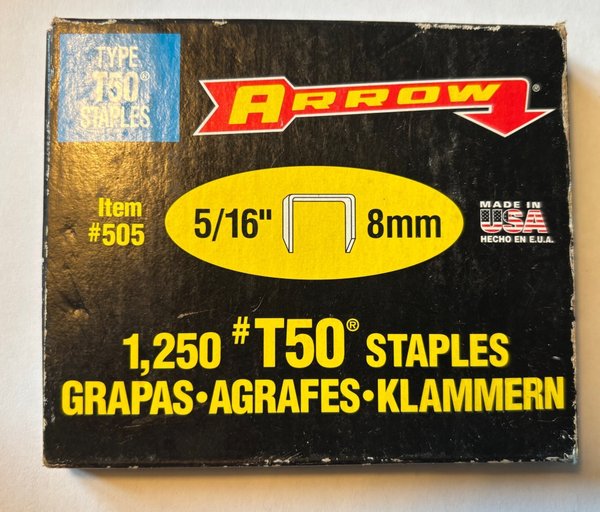 TYPE
T50®
STAPLES
ARROW®
Item
#505
5/16" 8mm
MADE IN
USA
HECHO EN E.U.A.
1,250 #T50® STAPLES
GRAPAS•AGRAFES•KLAMMERN